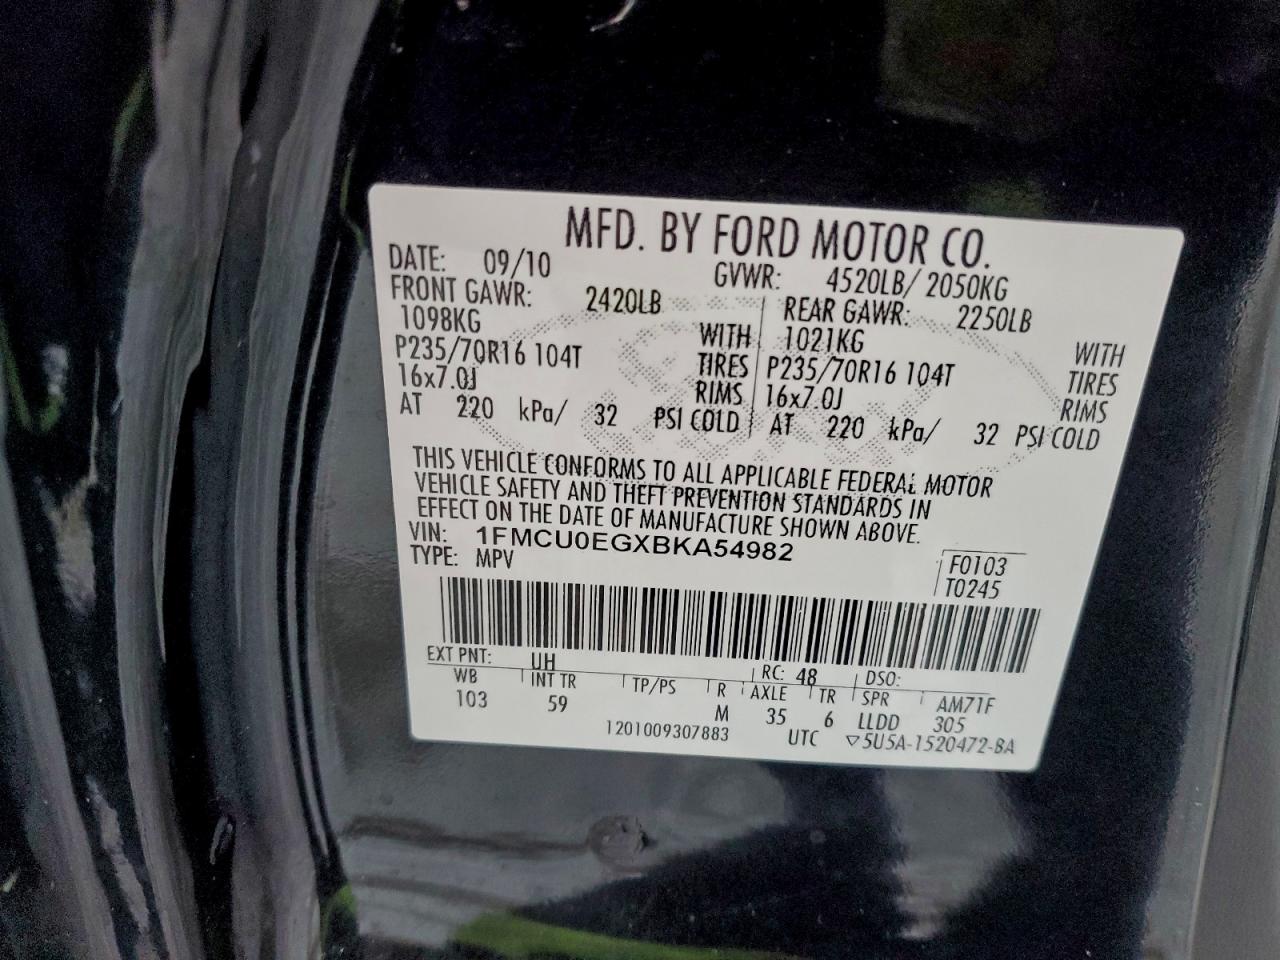 MFD. BY FORD MOTOR CO.
DATE: 09/10 GVWR: 4520LB/ 2050KG
FRONT GAWR: 2420LB REAR GAWR: 2250LB
1098KG WITH 1021KG WITH
P235/70R16 104T TIRES P235/70R16 104T TIRES
16x7.0J RIMS 16x7.0J RIMS
AT 220 kPa/ 32 PSI COLD AT 220 kPa/ 32 PSI COLD
THIS VEHICLE CONFORMS TO ALL APPLICABLE FEDERAL MOTOR
VEHICLE SAFETY AND THEFT PREVENTION STANDARDS IN
EFFECT ON THE DATE OF MANUFACTURE SHOWN ABOVE.
VIN: 1FMCU0EGXBKA54982
TYPE: MPV F0103
T0245
EXT PNT: UH RC: 48 DSO:
WB INT TR TP/PS R AXLE TR SPR AM71F
103 59 M 35 6 LLDD 305
1201009307883 UTC ▽5U5A-1520472-BA